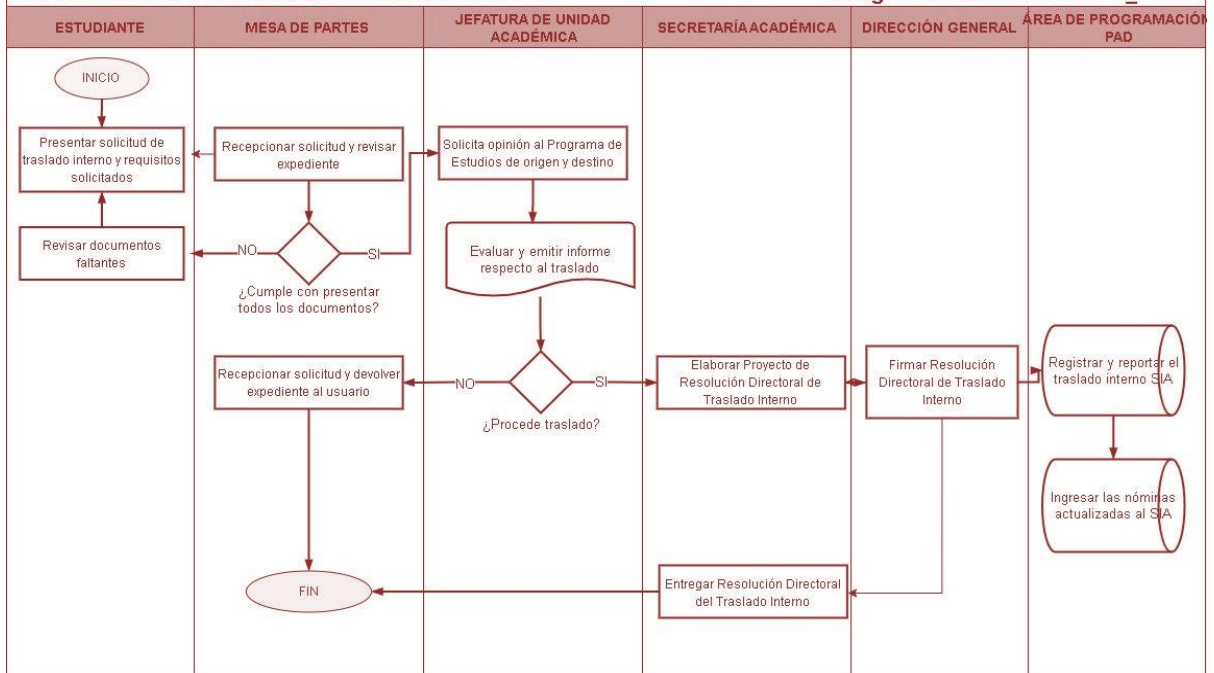 ESTUDIANTE
MESA DE PARTES
JEFATURA DE UNIDAD
ACADÉMICA
SECRETARÍA ACADÉMICA
DIRECCIÓN GENERAL
ÁREA DE PROGRAMACIÓN
PAD
INICIO
Presentar solicitud de
traslado interno y requisitos
solicitados
Recepcionar solicitud y revisar
expediente
Solicita opinión al Programa de
Estudios de origen y destino
Revisar documentos
faltantes
NO
SI
¿Cumple con presentar
todos los documentos?
Evaluar y emitir informe
respecto al traslado
Recepcionar solicitud y devolver
expediente al usuario
NO
SI
¿Procede traslado?
Elaborar Proyecto de
Resolución Directoral de
Traslado Interno
Firmar Resolución
Directoral de Traslado
Interno
Registrar y reportar el
traslado interno SIA
Ingresar las nóminas
actualizadas al SIA
FIN
Entregar Resolución Directoral
del Traslado Interno